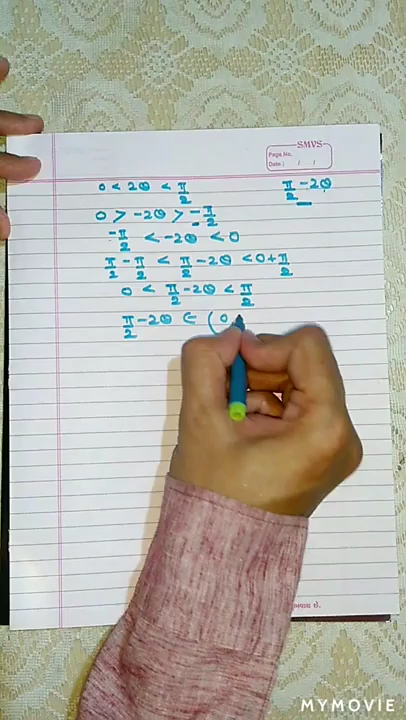 SMVS
Page No.
Date : / /
0 < 2θ < π/2
π/2 - 2θ
0 > -2θ > -π/2
-π/2 < -2θ < 0
π/2 - π/2 < π/2 - 2θ < 0 + π/2
0 < π/2 - 2θ < π/2
π/2 - 2θ ∈ (0
MYMOVIE